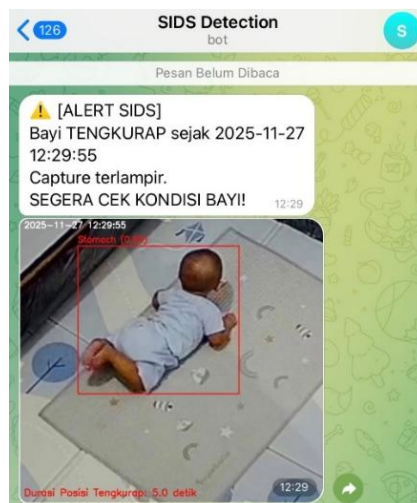 126
SIDS Detection
bot
S
Pesan Belum Dibaca
⚠️ [ALERT SIDS]
Bayi TENGKURAP sejak 2025-11-27
12:29:55
Capture terlampir.
SEGERA CEK KONDISI BAYI!
12:29
2025-11-27 12:29:55
Stomach
Durasi Posisi Tengkurap: 5.0 detik
12:29